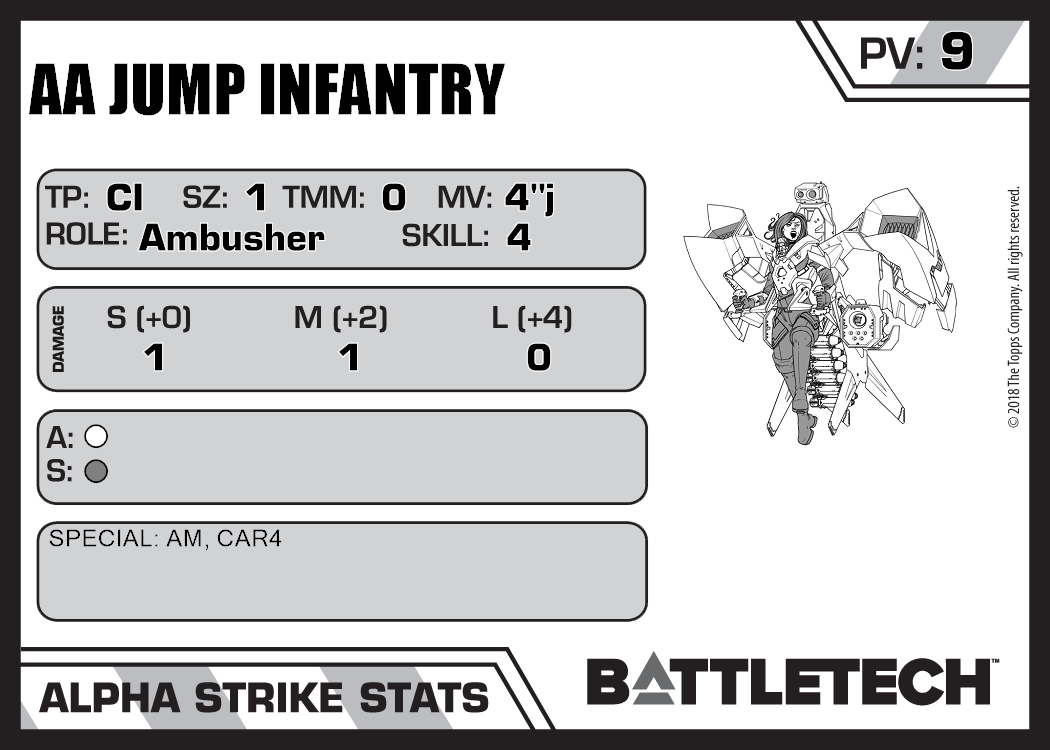 PV: 9
AA JUMP INFANTRY
TP: CI SZ: 1 TMM: 0 MV: 4"j
ROLE: Ambusher SKILL: 4
DAMAGE
S (+0) M (+2) L (+4)
1 1 0
A:
S:
SPECIAL: AM, CAR4
© 2018 The Topps Company. All rights reserved.
ALPHA STRIKE STATS
BATTLETECH™